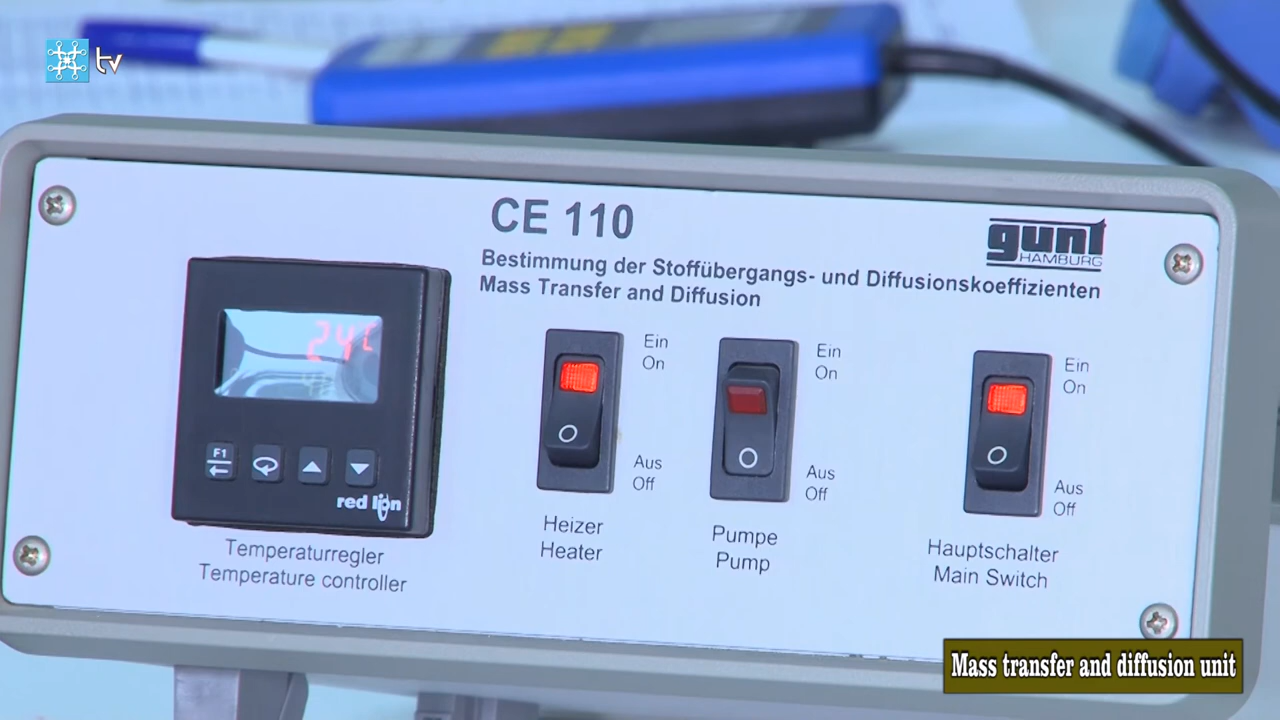 tv
CE 110
gunt
HAMBURG
Bestimmung der Stoffübergangs- und Diffusionskoeffizienten
Mass Transfer and Diffusion
24C
F1
red lion
Temperaturregler
Temperature controller
Ein
On
O
Aus
Off
Heizer
Heater
Ein
On
O
Aus
Off
Pumpe
Pump
Ein
On
O
Aus
Off
Hauptschalter
Main Switch
Mass transfer and diffusion unit